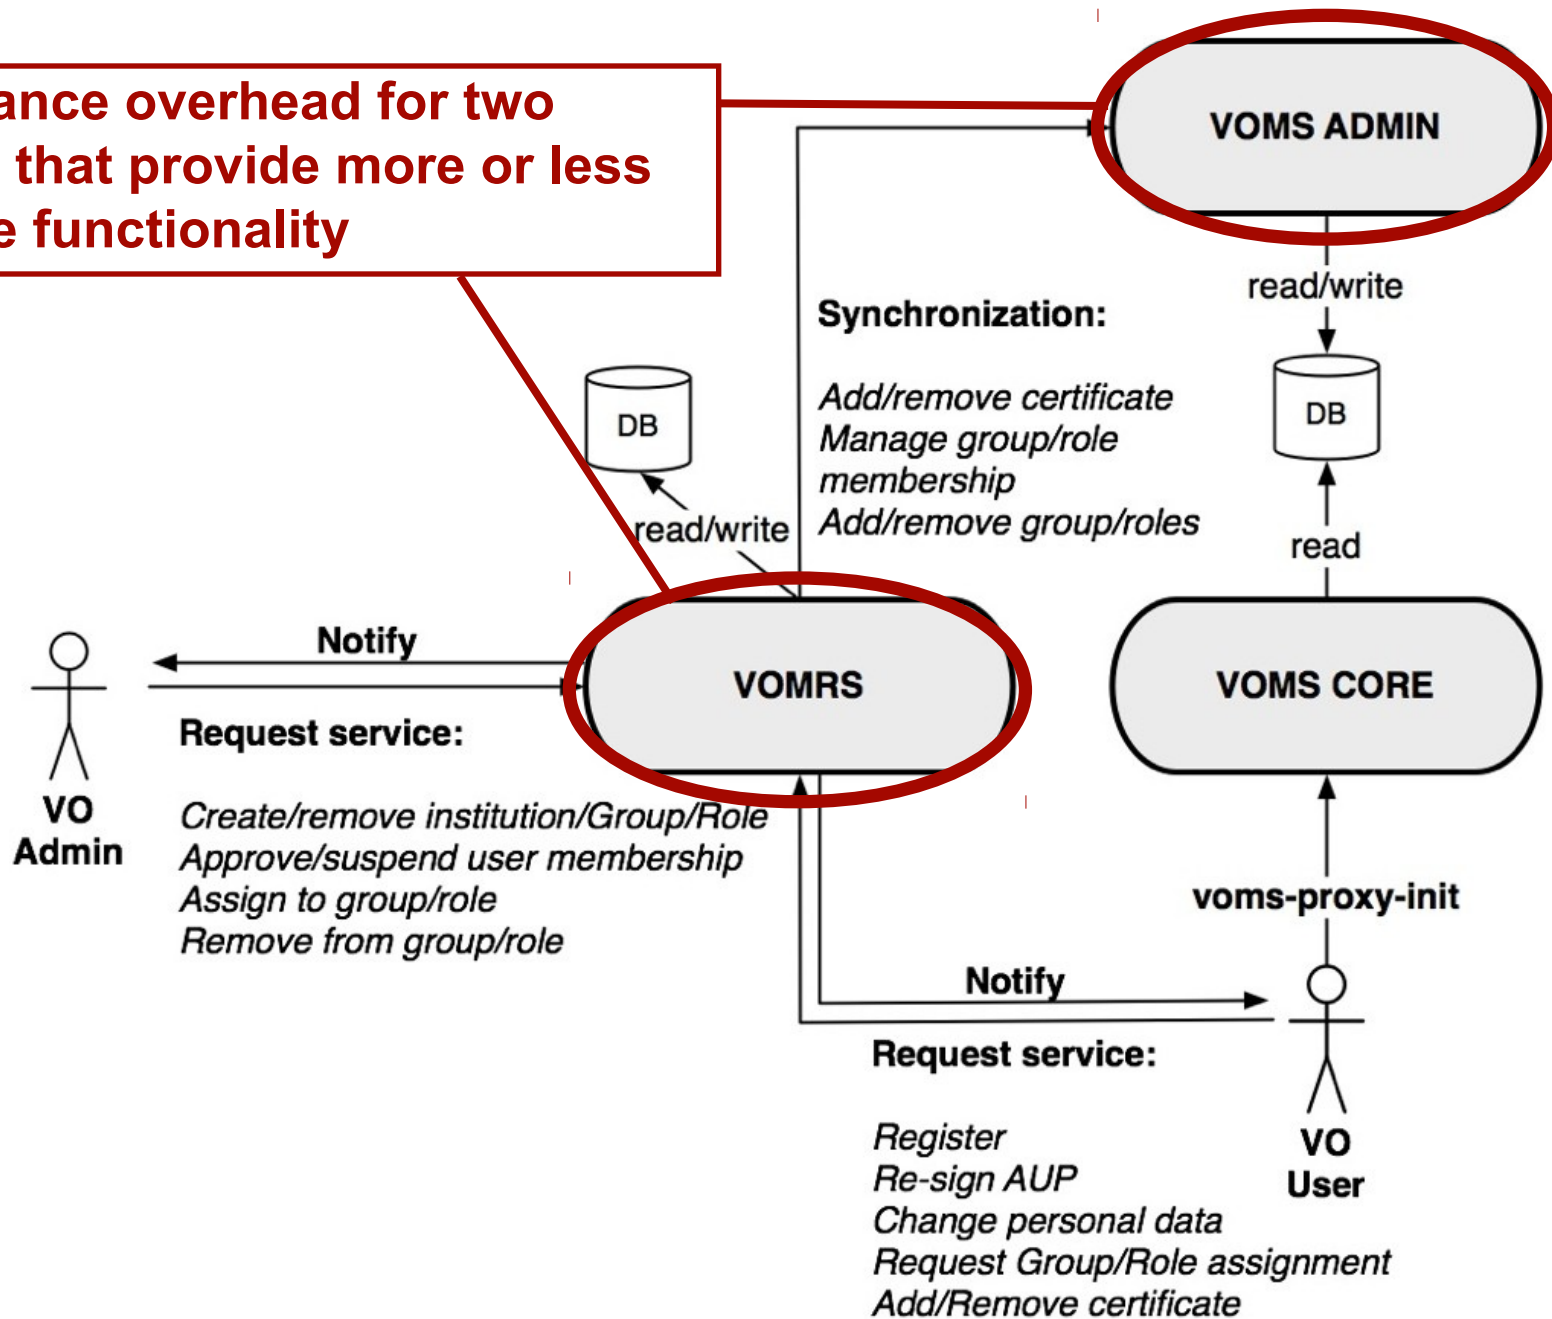 overhead for two
that provide more or less
functionality
VOMS ADMIN
read/write
Synchronization:
Add/remove certificate
Manage group/role
membership
Add/remove group/roles
DB
DB
read/write
read
Notify
VOMRS
VOMS CORE
Request service:
VO
Admin
Create/remove institution/Group/Role
Approve/suspend user membership
Assign to group/role
Remove from group/role
voms-proxy-init
Notify
Request service:
VO
User
Register
Re-sign AUP
Change personal data
Request Group/Role assignment
Add/Remove certificate